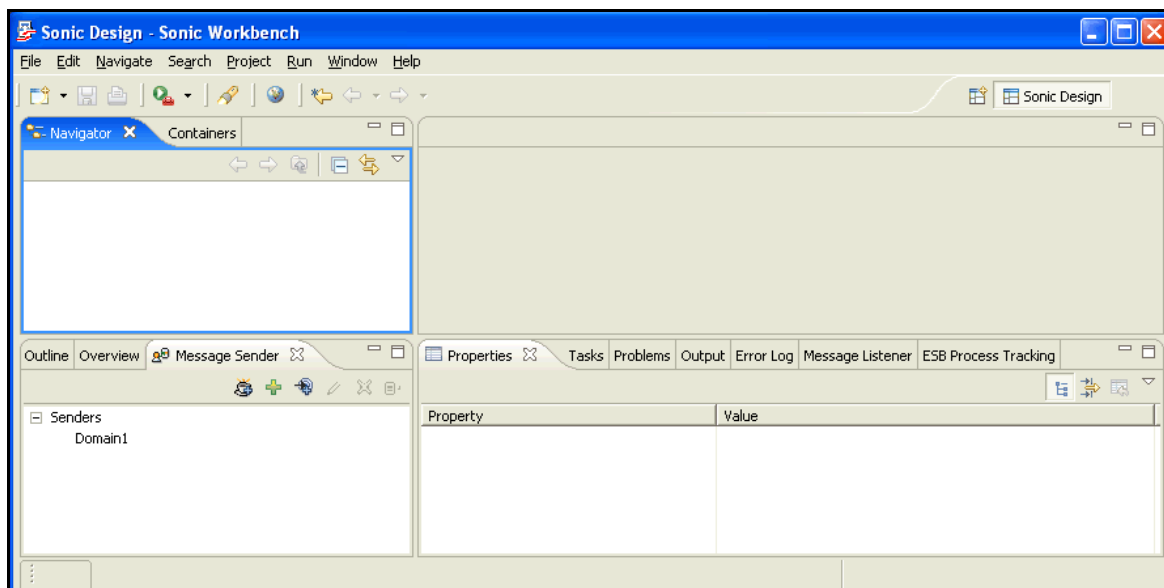 Sonic Design - Sonic Workbench
File Edit Navigate Search Project Run Window Help
Sonic Design
Navigator Containers
Outline Overview Message Sender
Senders
Domain1
Properties Tasks Problems Output Error Log Message Listener ESB Process Tracking
Property Value